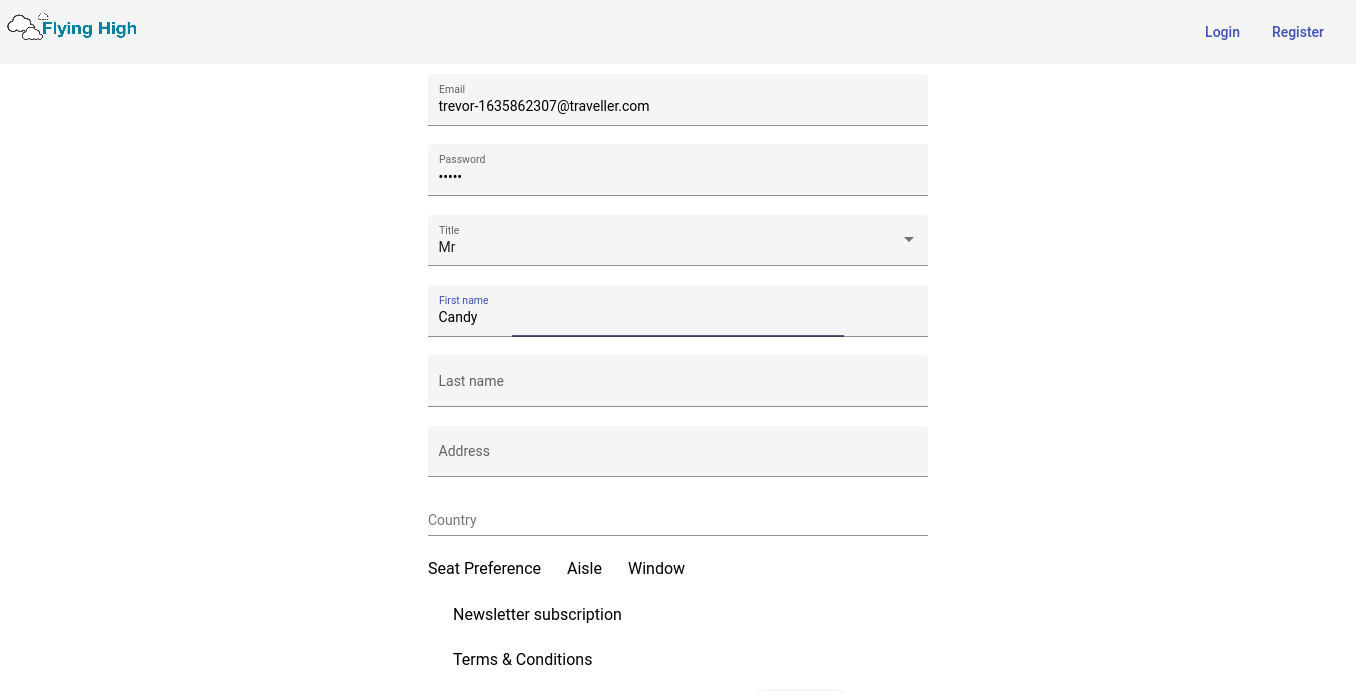 Flying High
Login
Register
Email
trevor-1635862307@traveller.com
Password
•••••
Title
Mr
First name
Candy
Last name
Address
Country
Seat Preference Aisle Window
Newsletter subscription
Terms & Conditions